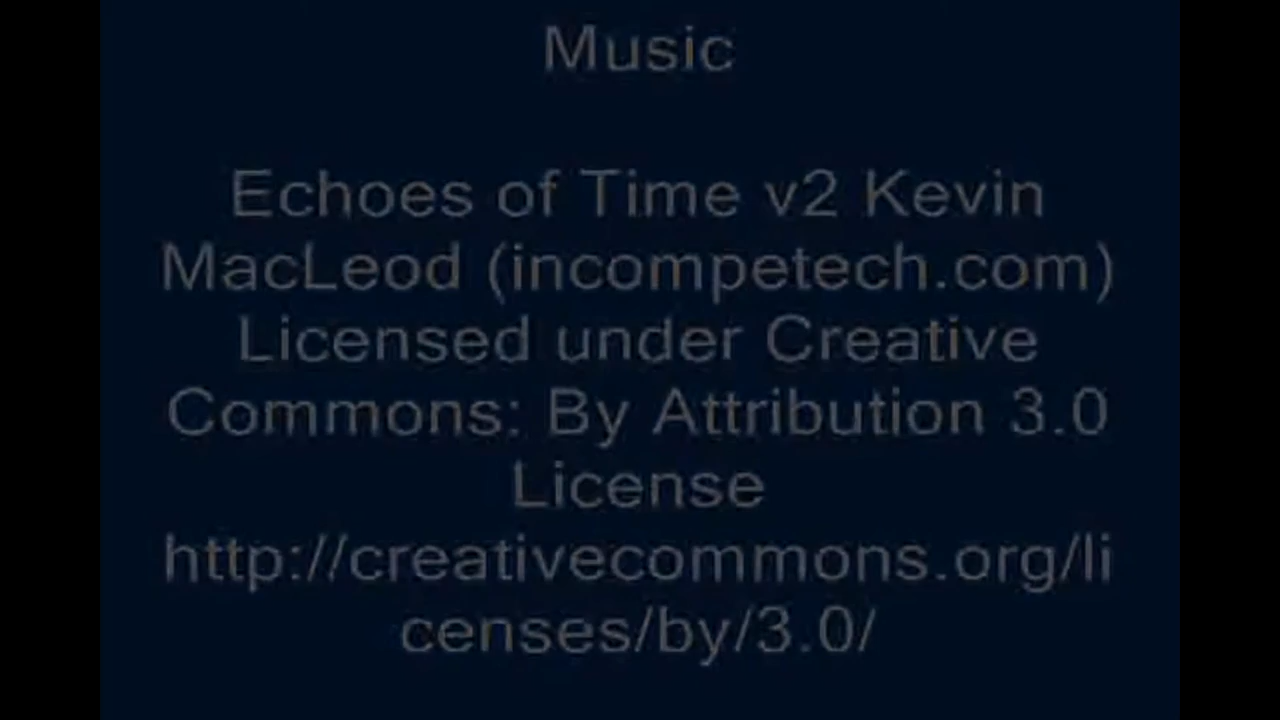 Music
Echoes of Time v2 Kevin
MacLeod (incompetech.com)
Licensed under Creative
Commons: By Attribution 3.0
License
http://creativecommons.org/li
censes/by/3.0/